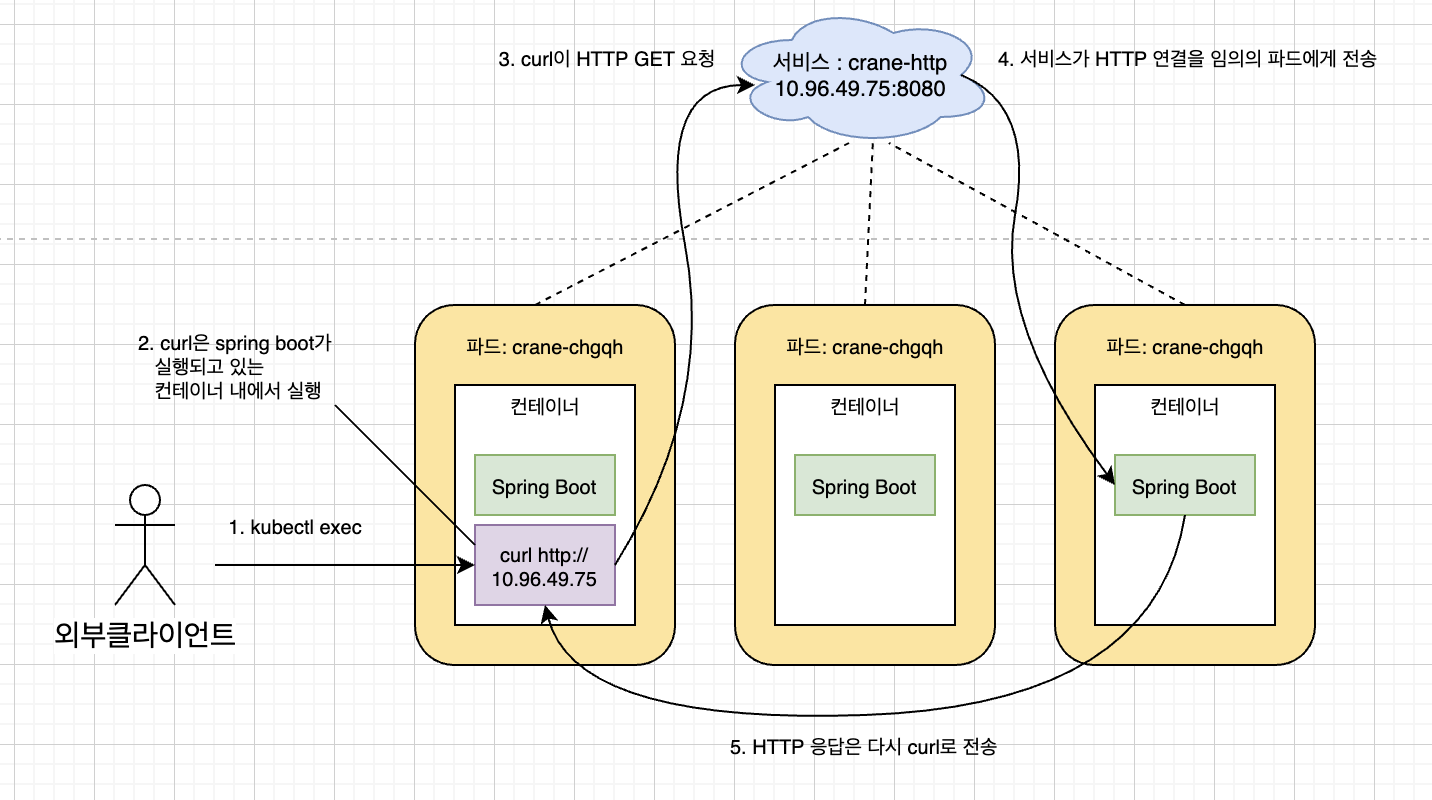 3. curl이 HTTP GET 요청
서비스 : crane-http
10.96.49.75:8080
4. 서비스가 HTTP 연결을 임의의 파드에게 전송
2. curl은 spring boot가
실행되고 있는
컨테이너 내에서 실행
파드: crane-chgqh
컨테이너
Spring Boot
curl http://
10.96.49.75
파드: crane-chgqh
컨테이너
Spring Boot
파드: crane-chgqh
컨테이너
Spring Boot
1. kubectl exec
외부클라이언트
5. HTTP 응답은 다시 curl로 전송